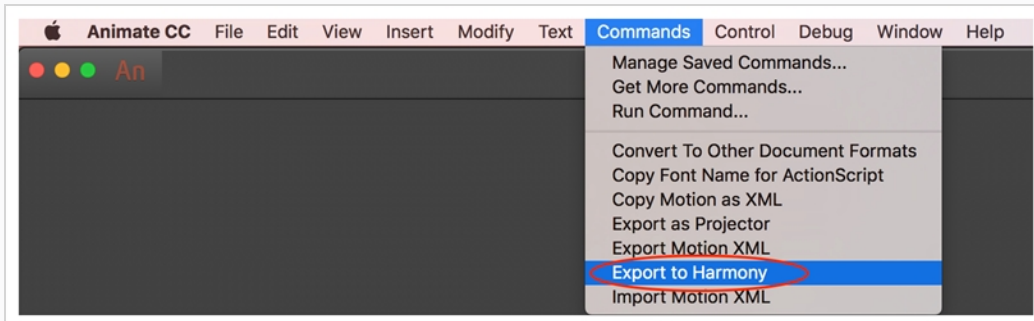 Animate CC File Edit View Insert Modify Text Commands Control Debug Window Help
An
Manage Saved Commands...
Get More Commands...
Run Command...
Convert To Other Document Formats
Copy Font Name for ActionScript
Copy Motion as XML
Export as Projector
Export Motion XML
Export to Harmony
Import Motion XML